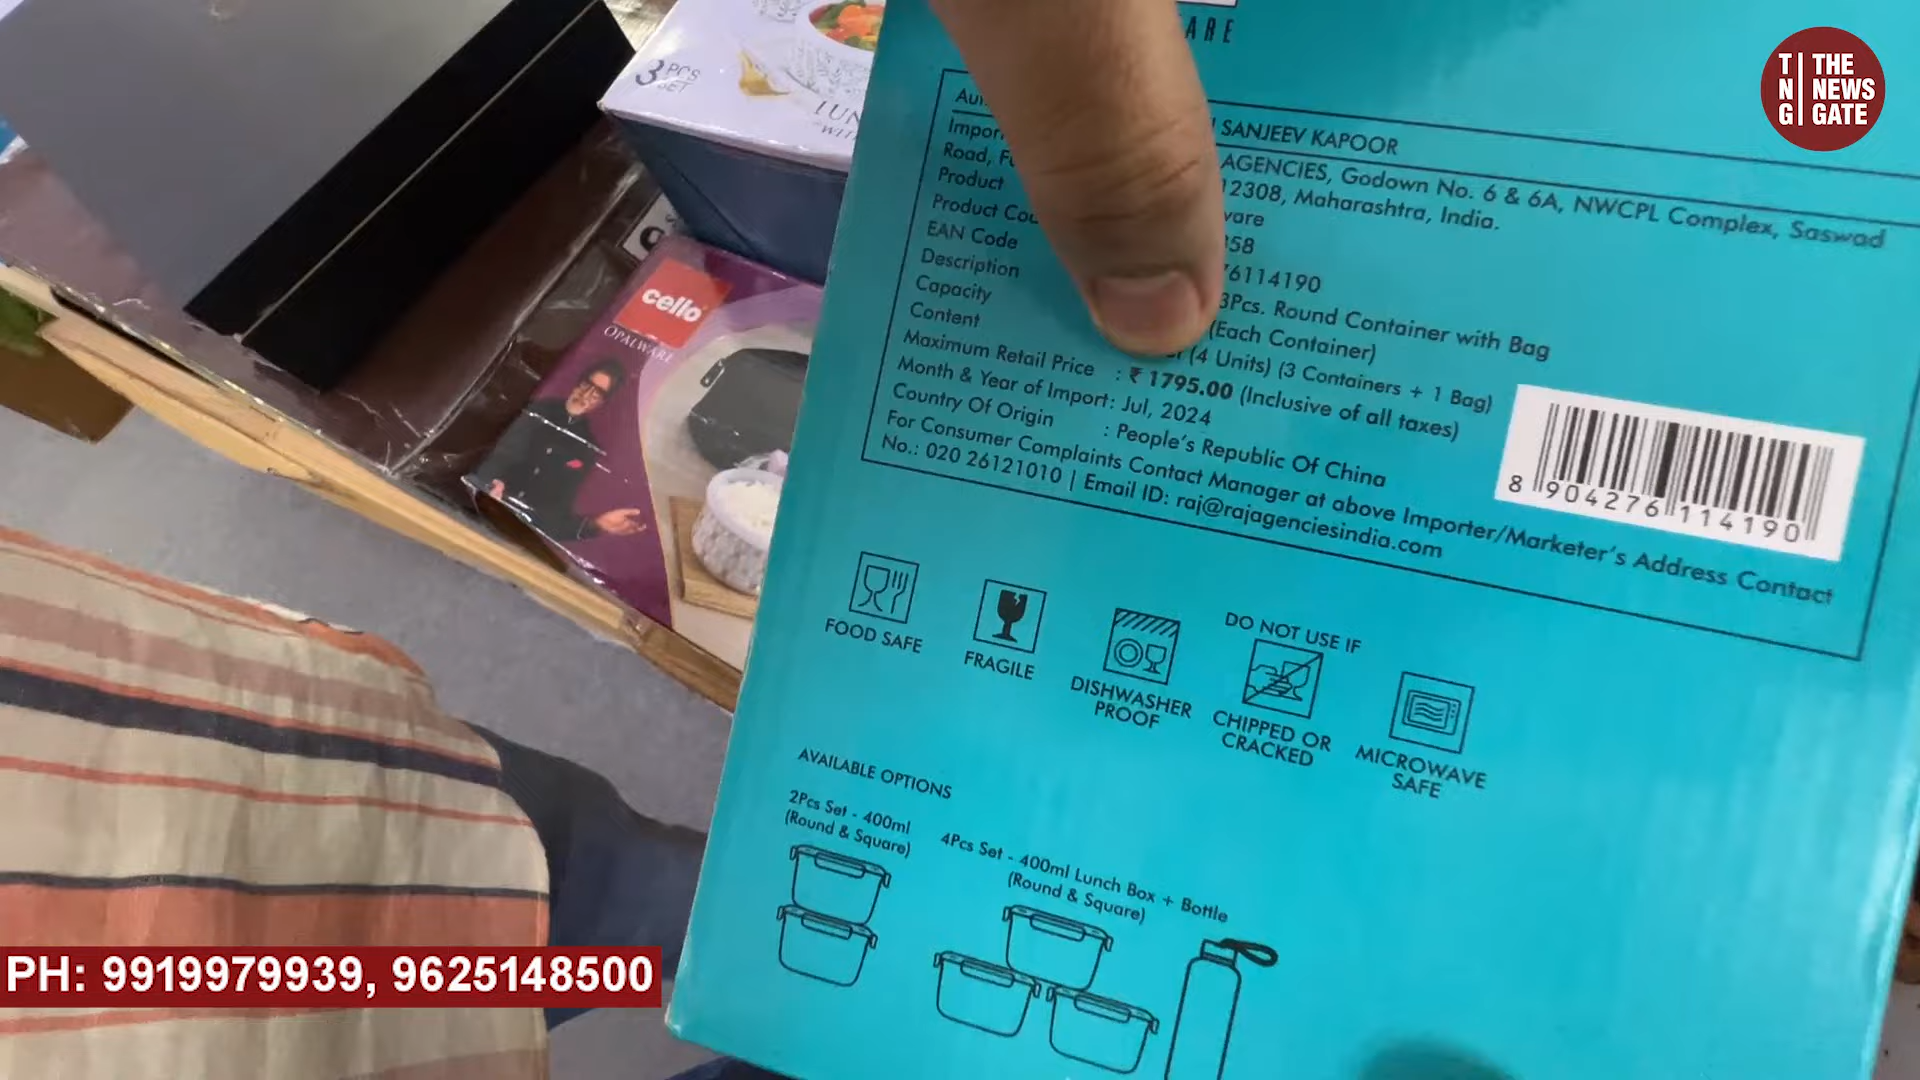 T N G THE NEWS GATE
3 PCS SET
cello
OPALWARE
SANJEEV KAPOOR
AGENCIES, Godown No. 6 & 6A, NWCPL Complex, Saswad
Road, 12308, Maharashtra, India.
Product
Product
EAN Code 76114190
Description 3Pcs. Round Container with Bag
Capacity (Each Container)
Content (4 Units) (3 Containers + 1 Bag)
Maximum Retail Price : ₹ 1795.00 (Inclusive of all taxes)
Month & Year of Import: Jul, 2024
Country Of Origin : People's Republic Of China
For Consumer Complaints Contact Manager at above Importer/Marketer's Address Contact
No.: 020 26121010 | Email ID: raj@rajagenciesindia.com
8 904276 114190
FOOD SAFE
FRAGILE
DISHWASHER PROOF
DO NOT USE IF CHIPPED OR CRACKED
MICROWAVE SAFE
AVAILABLE OPTIONS
2Pcs Set - 400ml
(Round & Square)
4Pcs Set - 400ml Lunch Box + Bottle
(Round & Square)
PH: 9919979939, 9625148500